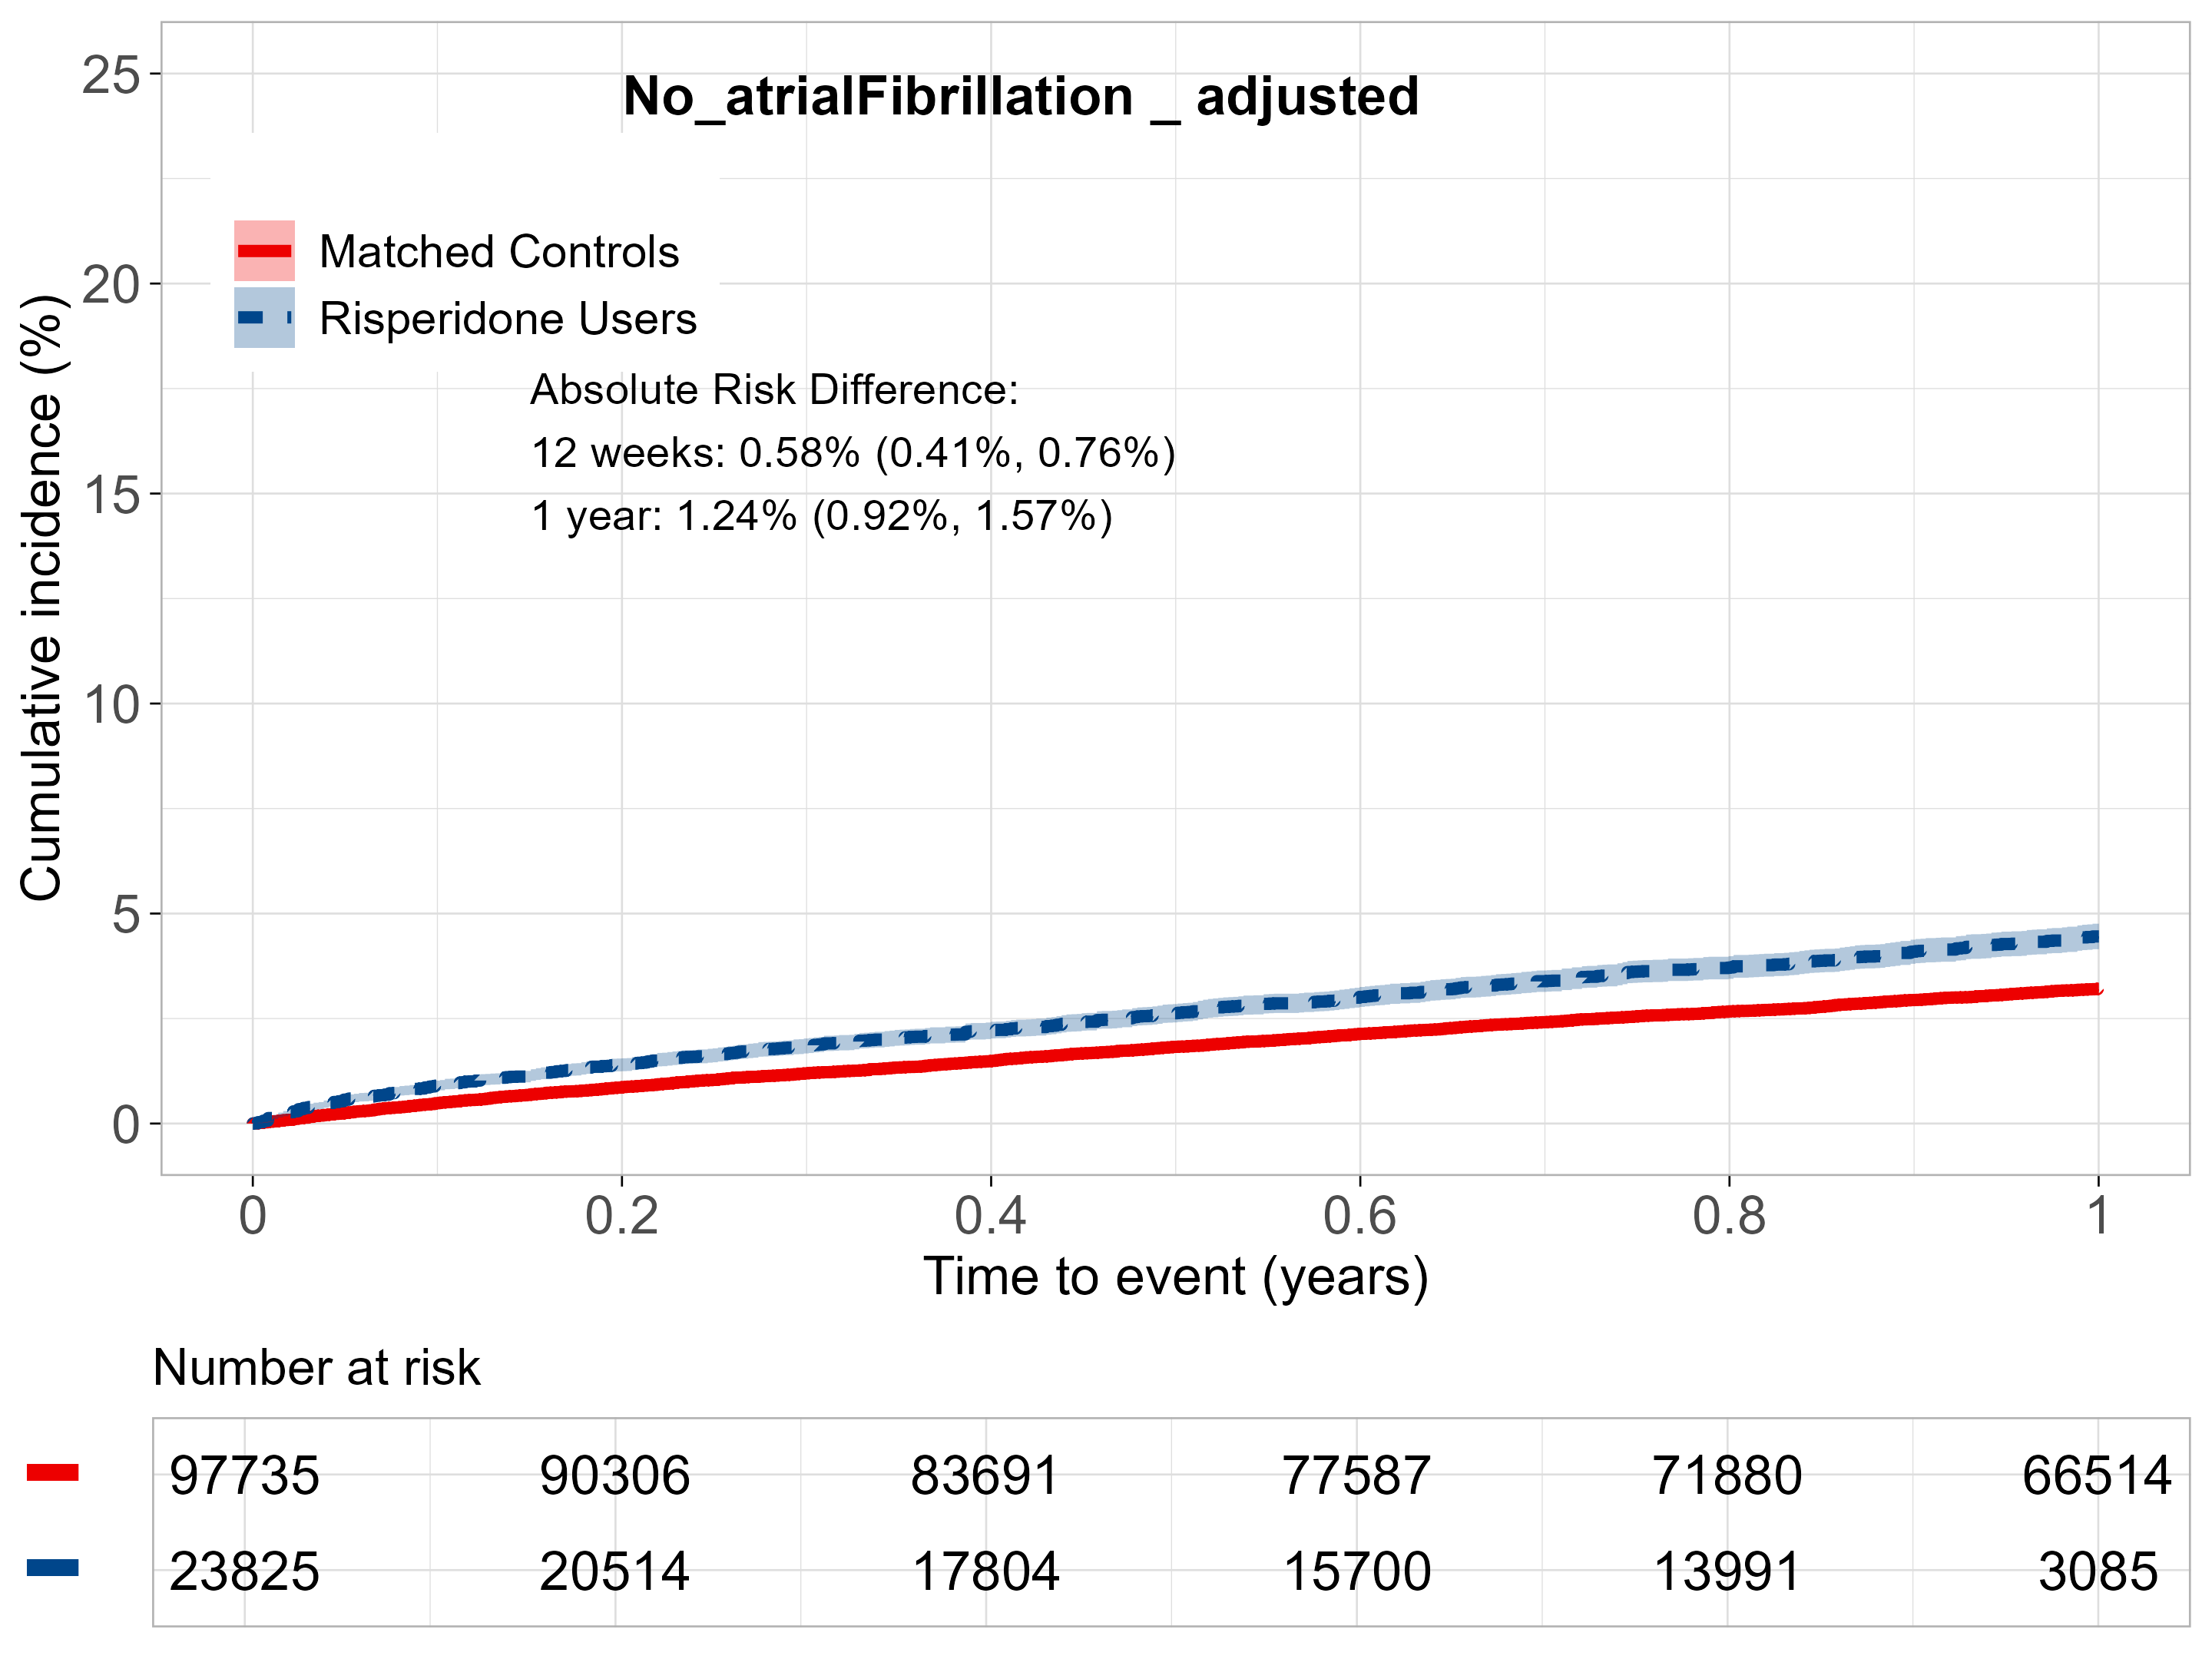 No_atrialFibrillation _ adjusted
Matched Controls
Risperidone Users
Absolute Risk Difference:
12 weeks: 0.58% (0.41%, 0.76%)
1 year: 1.24% (0.92%, 1.57%)
Cumulative incidence (%)
25
20
15
10
5
0
0 0.2 0.4 0.6 0.8 1
Time to event (years)
Number at risk
97735 90306 83691 77587 71880 66514
23825 20514 17804 15700 13991 3085